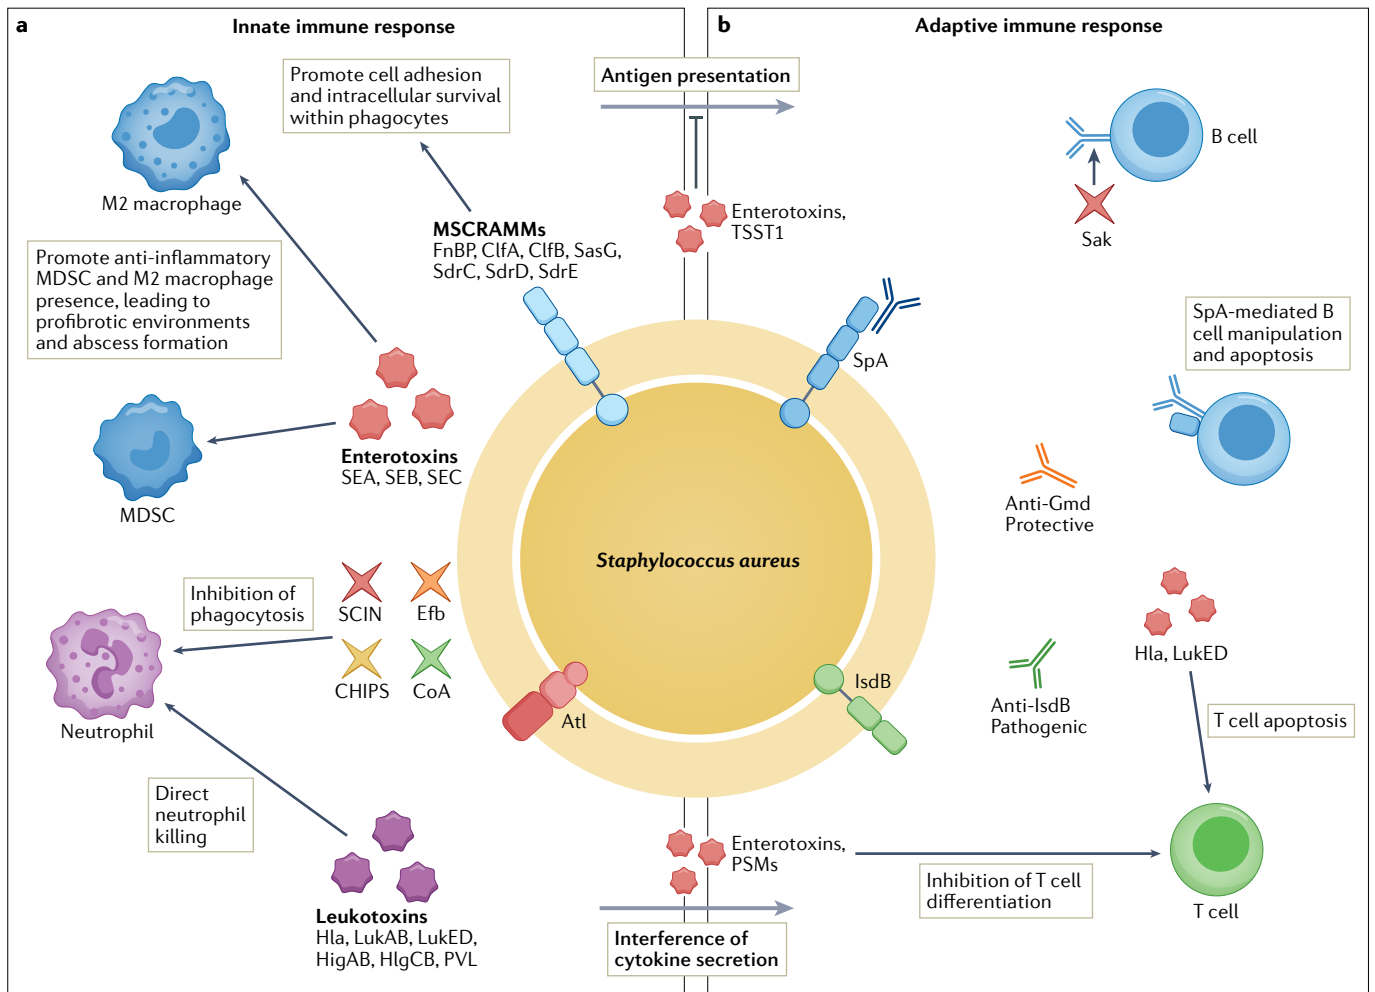 a
Innate immune response
b
Adaptive immune response
Promote cell adhesion
and intracellular survival
within phagocytes
Antigen presentation
M2 macrophage
B cell
Sak
MSCRAMMs
FnBP, ClfA, ClfB, SasG,
SdrC, SdrD, SdrE
Enterotoxins,
TSST1
Promote anti-inflammatory
MDSC and M2 macrophage
presence, leading to
profibrotic environments
and abscess formation
SpA
SpA-mediated B
cell manipulation
and apoptosis
Enterotoxins
SEA, SEB, SEC
MDSC
Anti-Gmd
Protective
Staphylococcus aureus
Inhibition of
phagocytosis
SCIN
Efb
CHIPS
CoA
Neutrophil
Atl
IsdB
Anti-IsdB
Pathogenic
Hla, LukED
T cell apoptosis
Direct
neutrophil
killing
Leukotoxins
Hla, LukAB, LukED,
HigAB, HlgCB, PVL
Enterotoxins,
PSMs
Inhibition of T cell
differentiation
T cell
Interference of
cytokine secretion